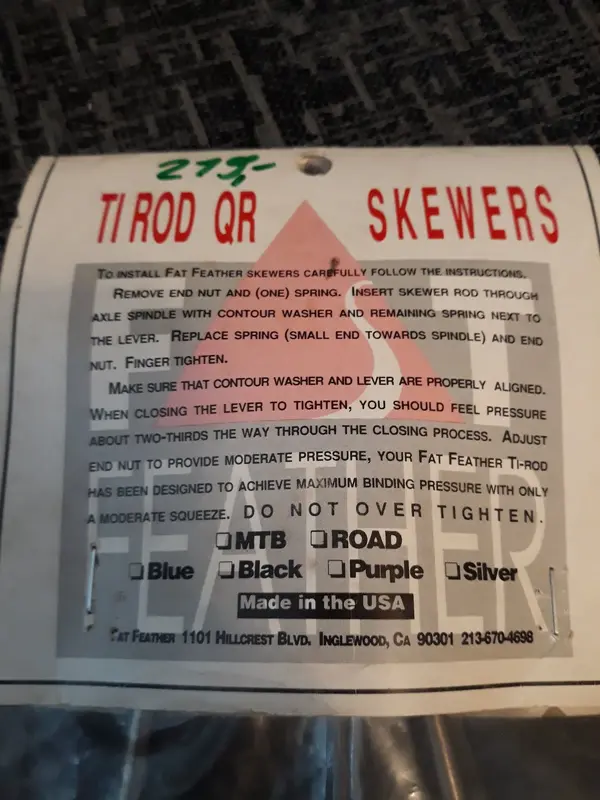 279,-
TI ROD QR SKEWERS
TO INSTALL FAT FEATHER SKEWERS CAREFULLY FOLLOW THE INSTRUCTIONS.
REMOVE END NUT AND (ONE) SPRING. INSERT SKEWER ROD THROUGH
AXLE SPINDLE WITH CONTOUR WASHER AND REMAINING SPRING NEXT TO
THE LEVER. REPLACE SPRING (SMALL END TOWARDS SPINDLE) AND END
NUT. FINGER TIGHTEN.
MAKE SURE THAT CONTOUR WASHER AND LEVER ARE PROPERLY ALIGNED.
WHEN CLOSING THE LEVER TO TIGHTEN, YOU SHOULD FEEL PRESSURE
ABOUT TWO-THIRDS THE WAY THROUGH THE CLOSING PROCESS. ADJUST
END NUT TO PROVIDE MODERATE PRESSURE, YOUR FAT FEATHER TI-ROD
HAS BEEN DESIGNED TO ACHIEVE MAXIMUM BINDING PRESSURE WITH ONLY
A MODERATE SQUEEZE. DO NOT OVER TIGHTEN.
❏MTB ❏ROAD
❏Blue ❏Black ❏Purple ❏Silver
Made in the USA
FAT FEATHER 1101 HILLCREST BLVD. INGLEWOOD, CA 90301 213-670-4698
FAT
FEATHER